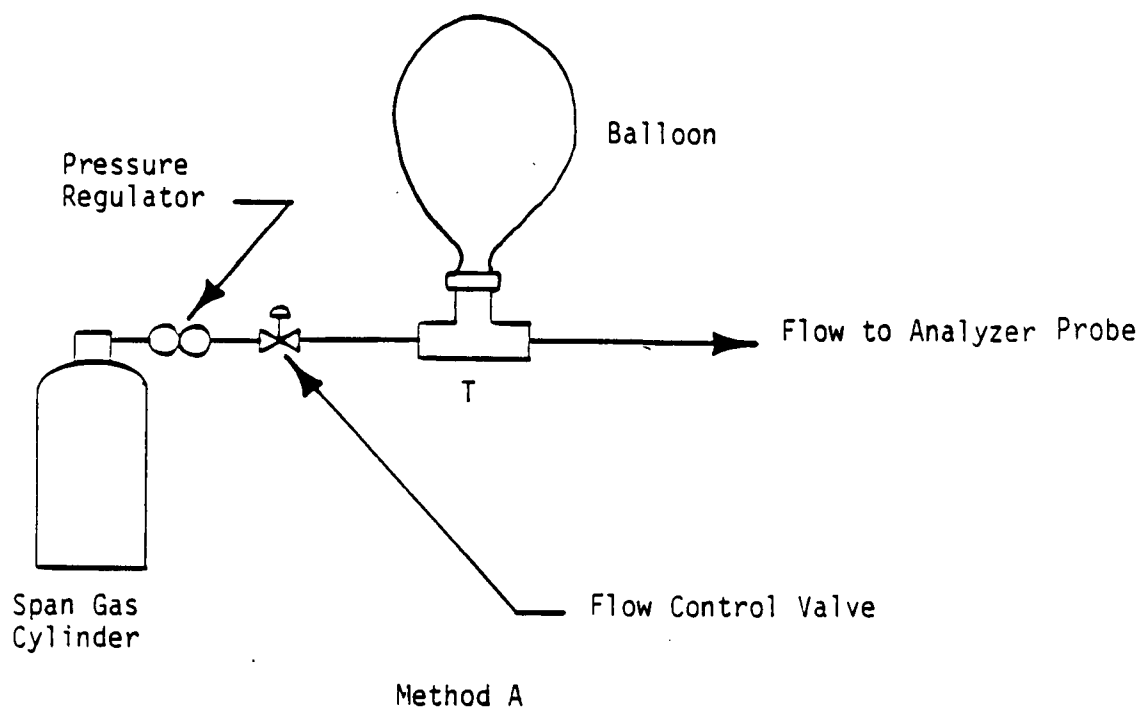 Balloon
Pressure
Regulator
Flow to Analyzer Probe
T
Flow Control Valve
Span Gas
Cylinder
Method A